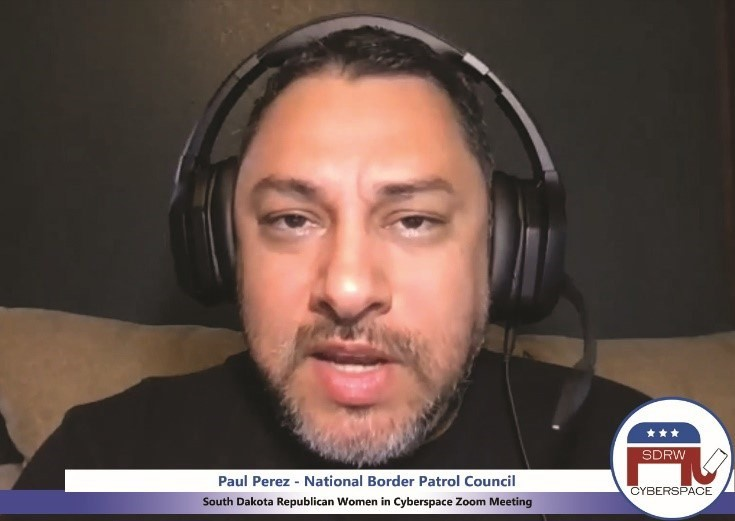 Paul Perez - National Border Patrol Council
South Dakota Republican Women in Cyberspace Zoom Meeting
SDRW
CYBERSPACE